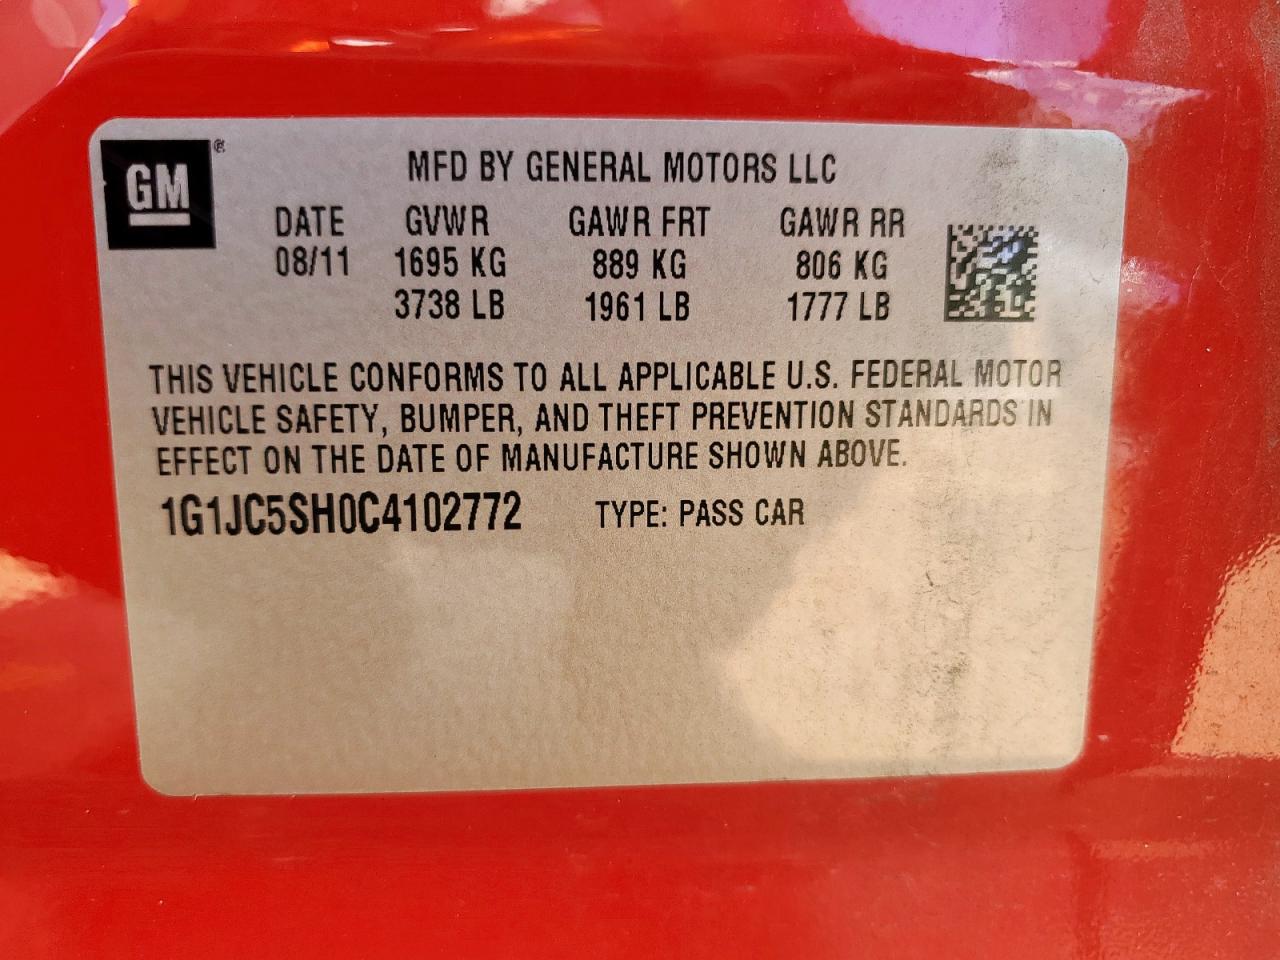 GM®
MFD BY GENERAL MOTORS LLC
DATE GVWR GAWR FRT GAWR RR
08/11 1695 KG 889 KG 806 KG
3738 LB 1961 LB 1777 LB
THIS VEHICLE CONFORMS TO ALL APPLICABLE U.S. FEDERAL MOTOR
VEHICLE SAFETY, BUMPER, AND THEFT PREVENTION STANDARDS IN
EFFECT ON THE DATE OF MANUFACTURE SHOWN ABOVE.
1G1JC5SH0C4102772 TYPE: PASS CAR